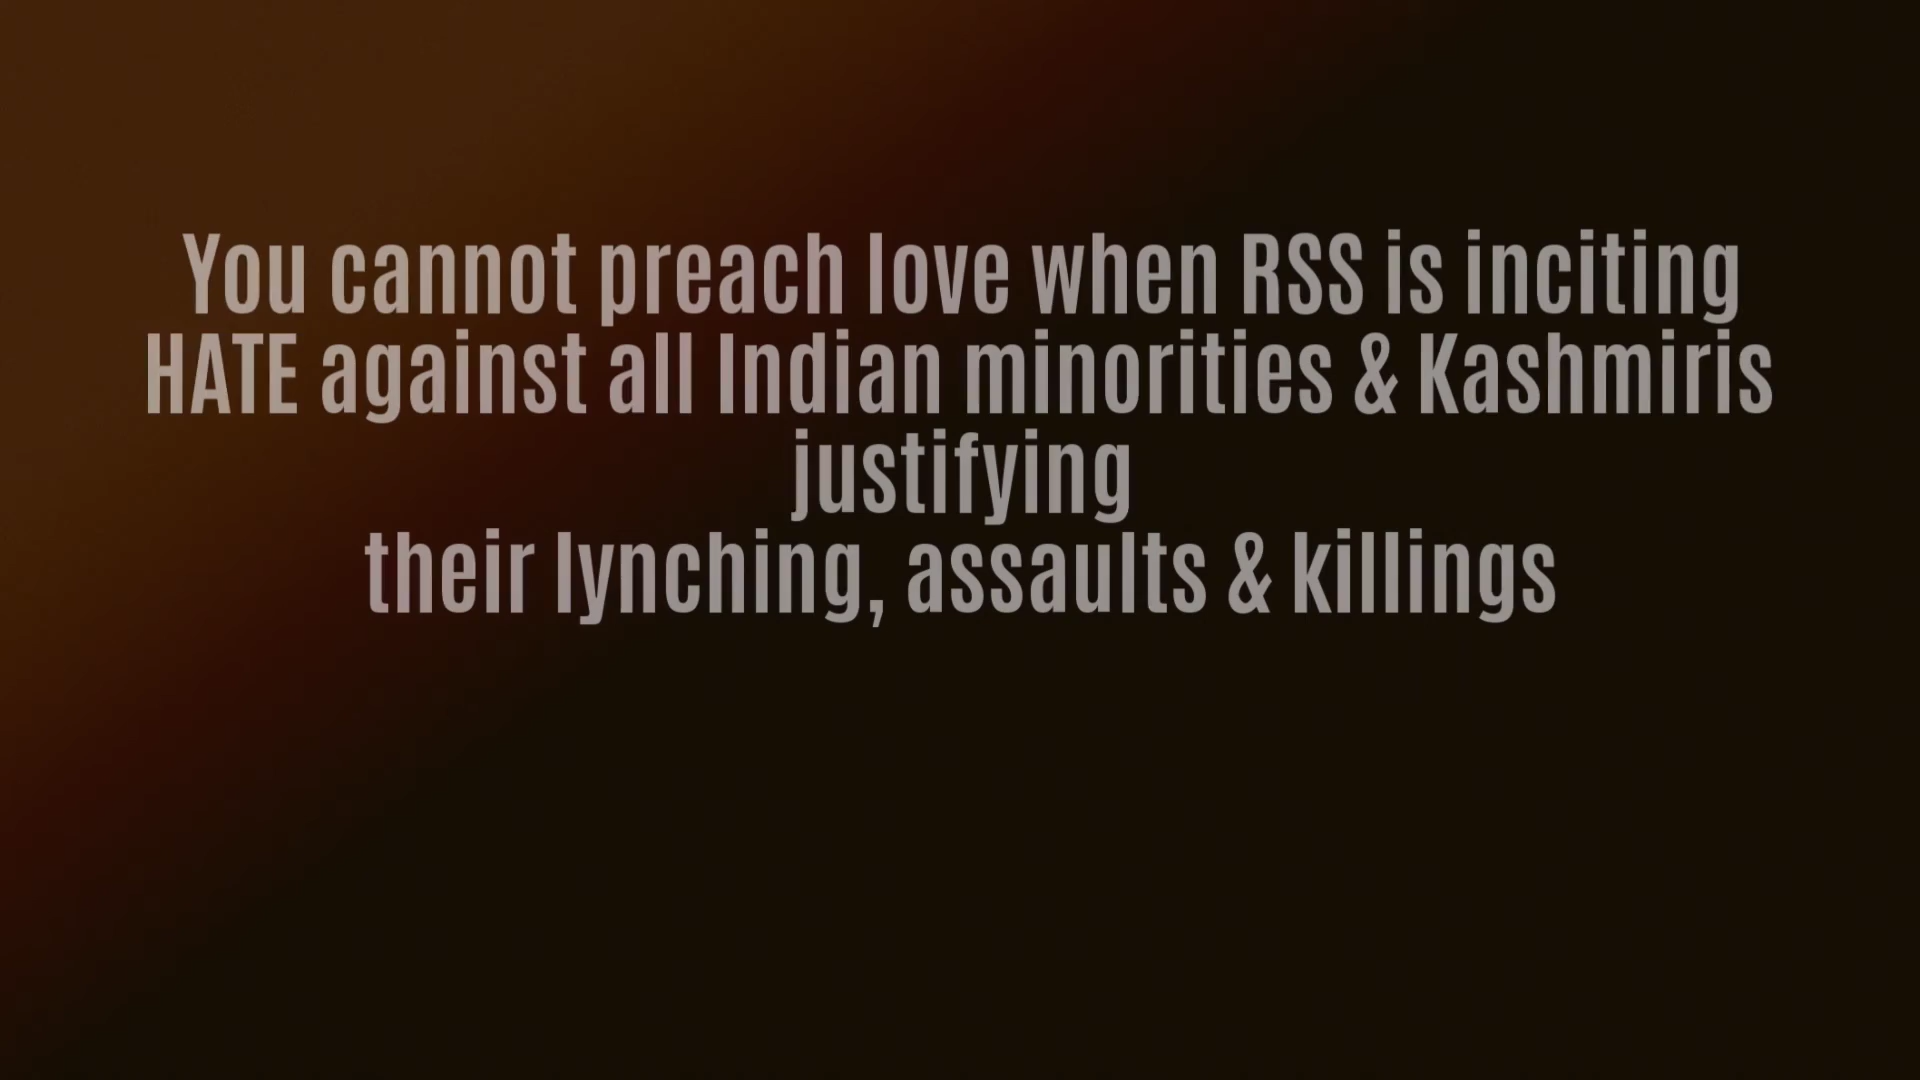 You cannot preach love when RSS is inciting
HATE against all Indian minorities & Kashmiris
justifying
their lynching, assaults & killings